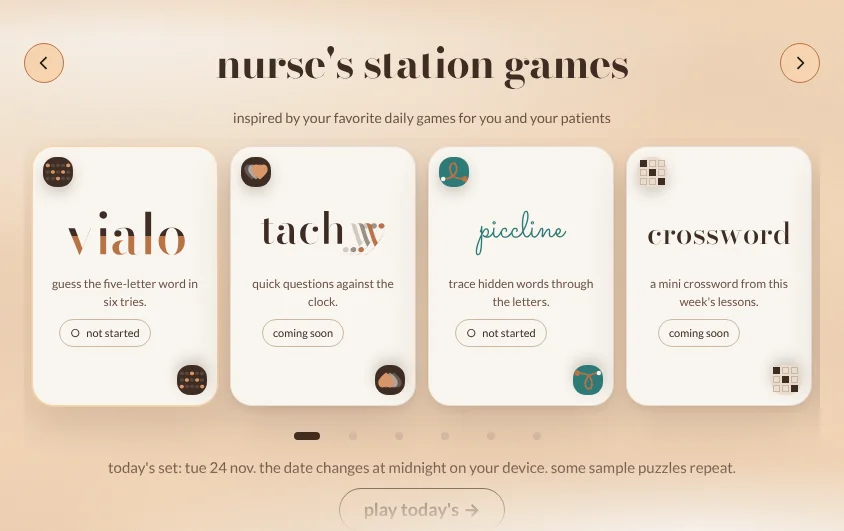 nurse's station games
inspired by your favorite daily games for you and your patients
vialo
guess the five-letter word in
six tries.
not started
tachy
quick questions against the
clock.
coming soon
piccline
trace hidden words through
the letters.
not started
crossword
a mini crossword from this
week's lessons.
coming soon
today's set: tue 24 nov. the date changes at midnight on your device. some sample puzzles repeat.
play today's →